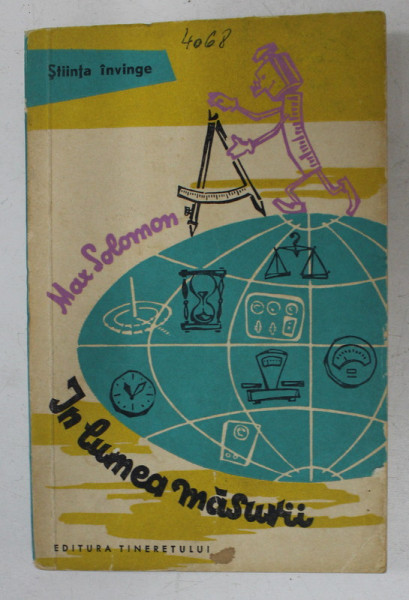 4068
Știința învinge
Max Solomon
In lumea măsurii
EDITURA TINERETULUI